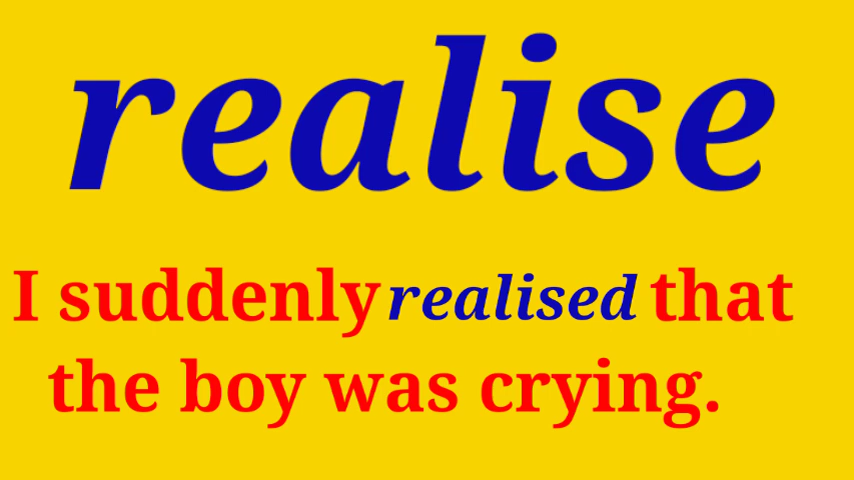 realise
I suddenly realised that
the boy was crying.